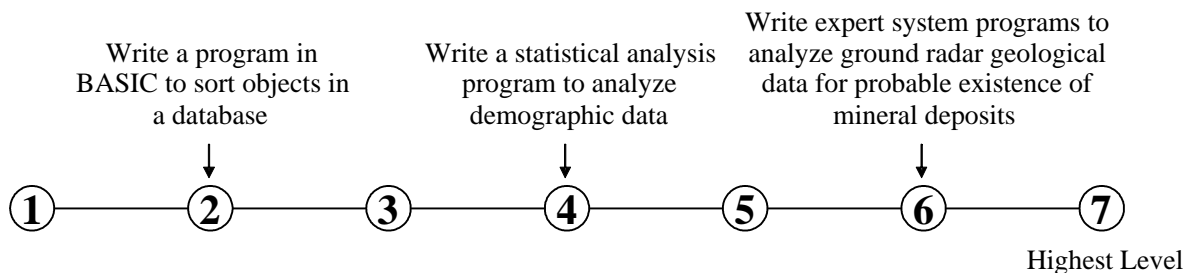 Write a program in
BASIC to sort objects in
a database
Write a statistical analysis
program to analyze
demographic data
Write expert system programs to
analyze ground radar geological
data for probable existence of
mineral deposits
1 2 3 4 5 6 7
Highest Level